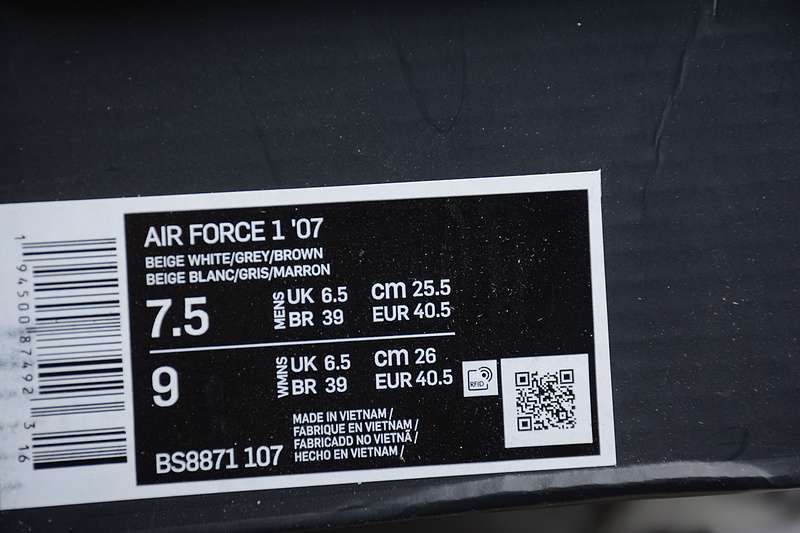 AIR FORCE 1 '07
BEIGE WHITE/GREY/BROWN
BEIGE BLANC/GRIS/MARRON
7.5
MENS
UK 6.5 cm 25.5
BR 39 EUR 40.5
9
WMNS
UK 6.5 cm 26
BR 39 EUR 40.5
RFID
MADE IN VIETNAM /
FABRIQUE EN VIETNAM /
FABRICADO NO VIETNÃ /
HECHO EN VIETNAM /
BS8871 107
1 94500 87492 3 16